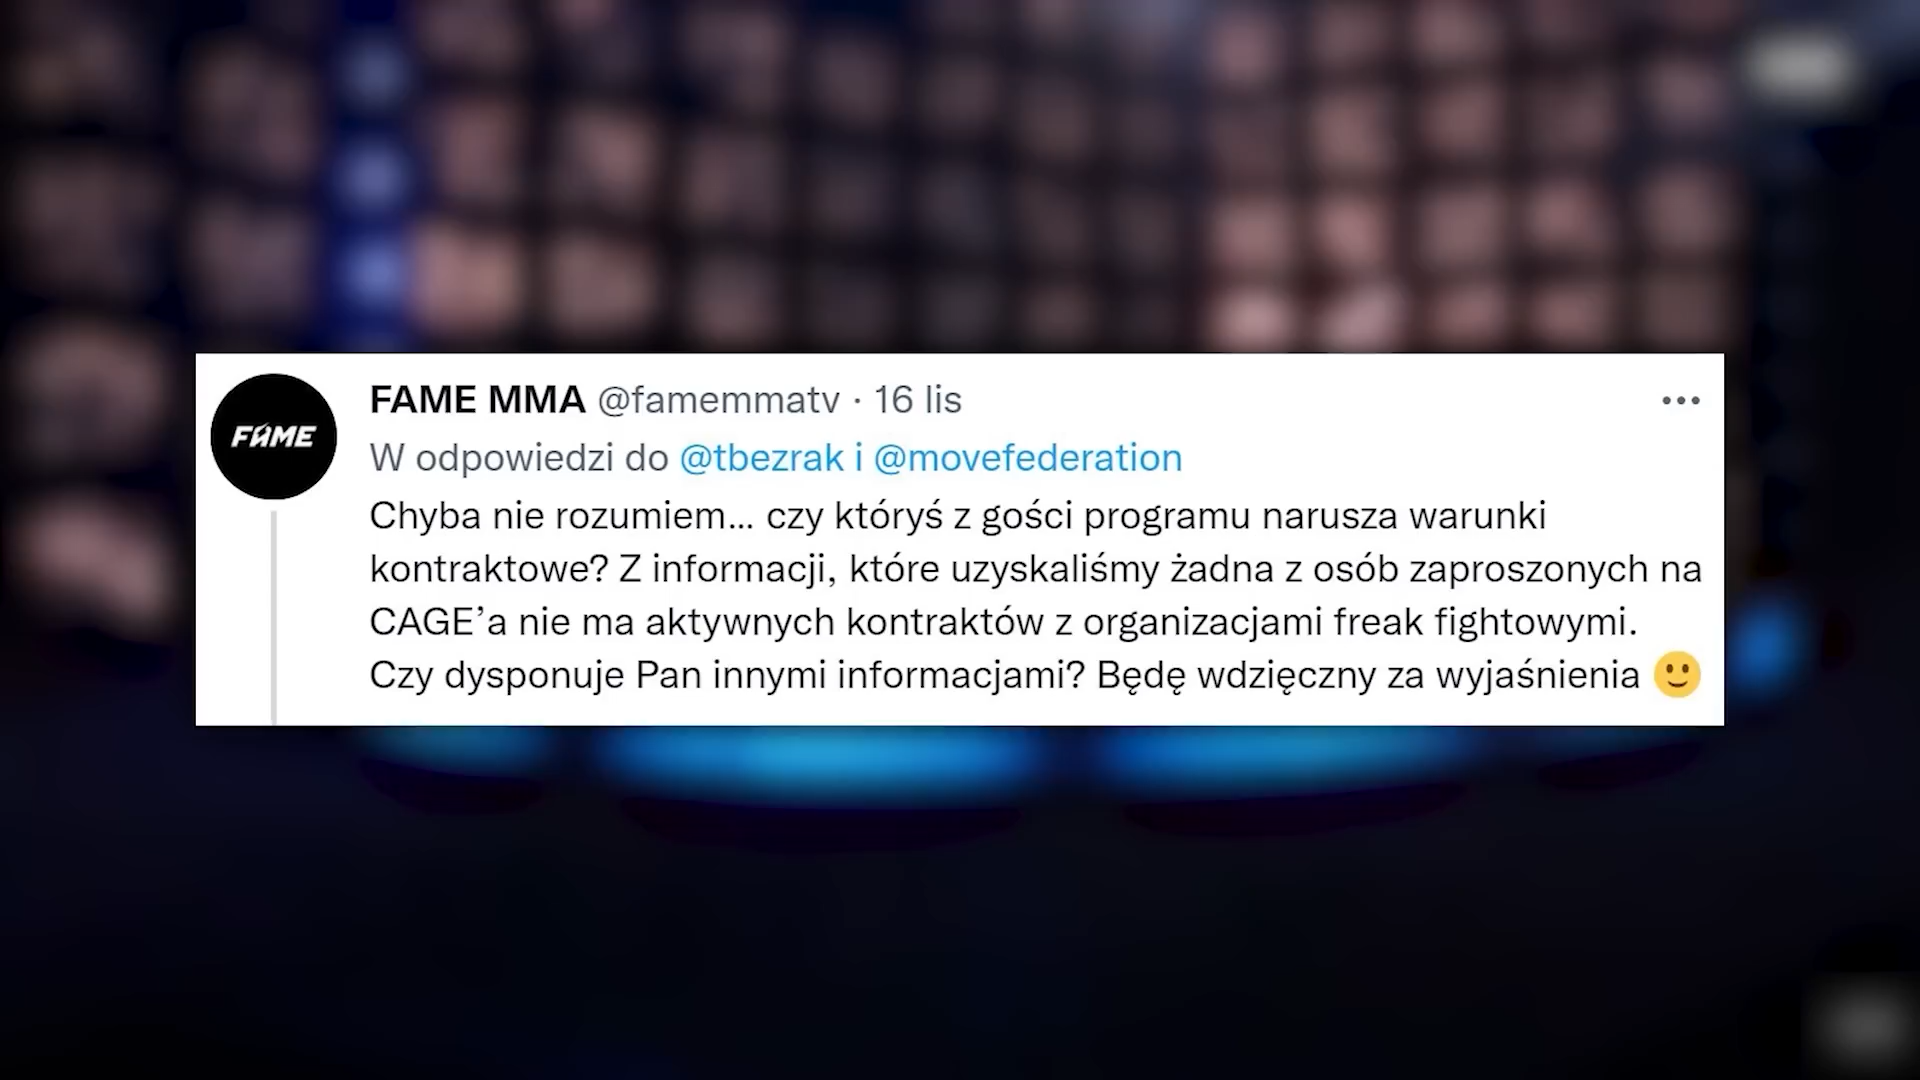 FAME MMA @famemmatv · 16 lis
FAME
W odpowiedzi do @tbezrak i @movefederation
Chyba nie rozumiem... czy któryś z gości programu narusza warunki
kontraktowe? Z informacji, które uzyskaliśmy żadna z osób zaproszonych na
CAGE’a nie ma aktywnych kontraktów z organizacjami freak fightowymi.
Czy dysponuje Pan innymi informacjami? Będę wdzięczny za wyjaśnienia 🙂